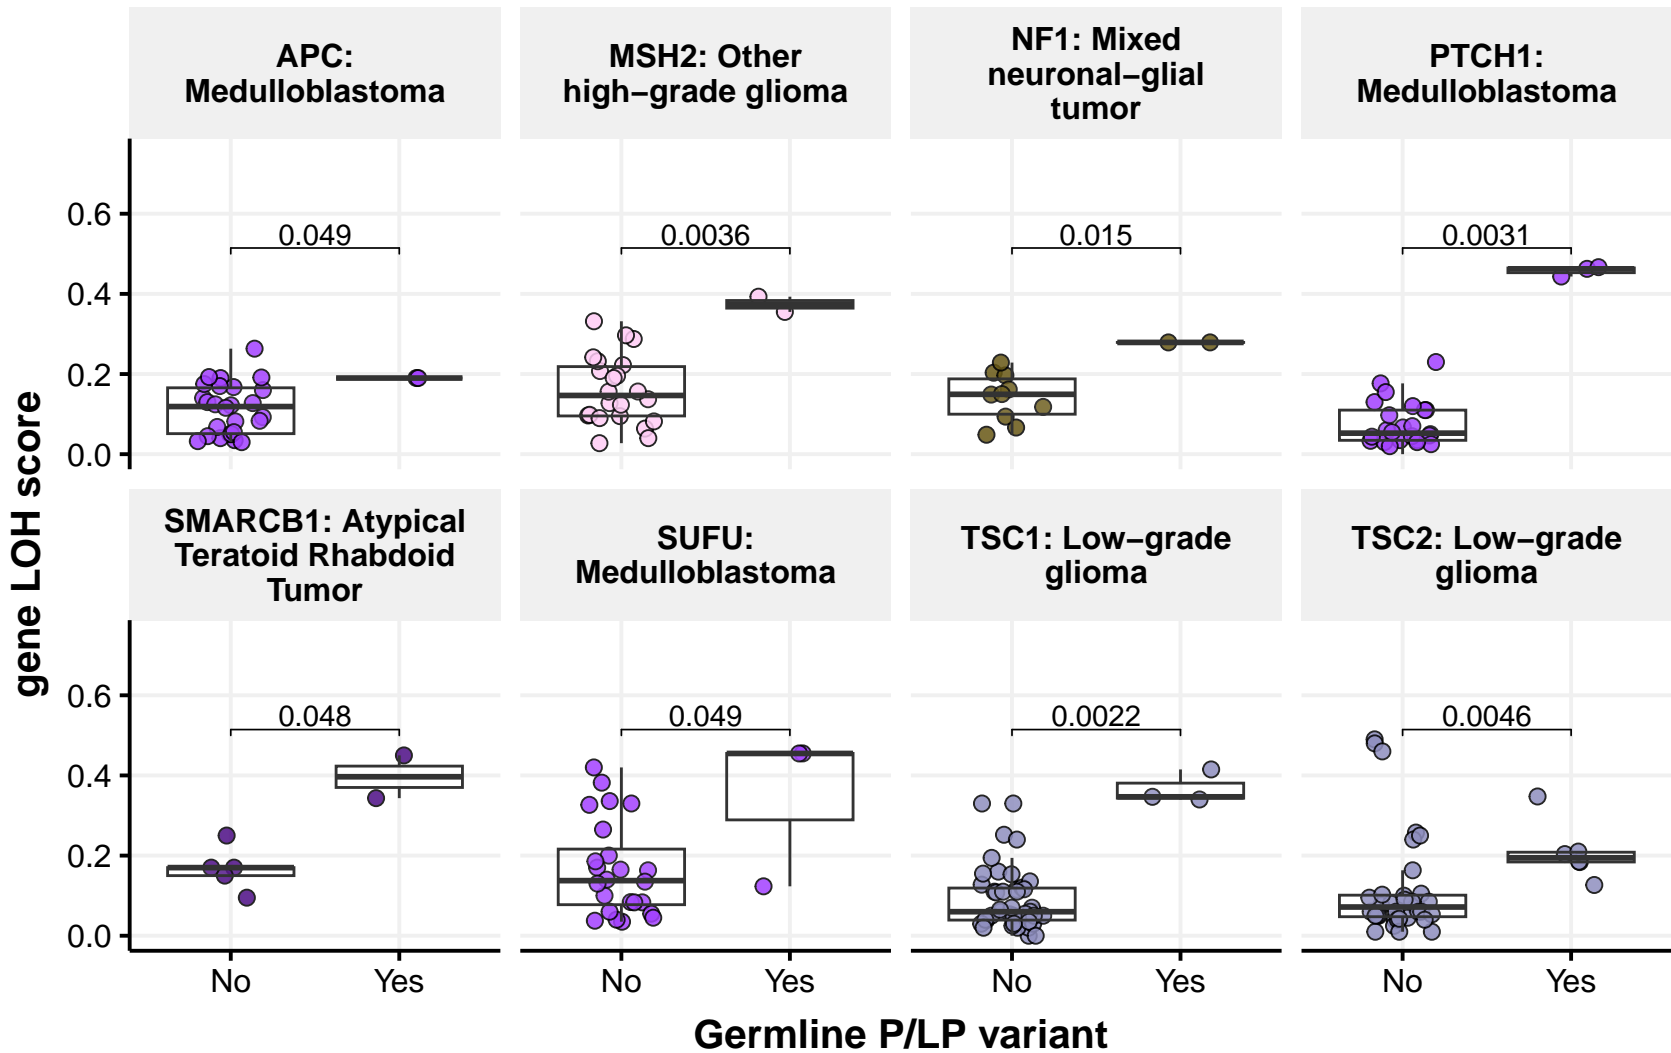 APC:
Medulloblastoma
MSH2: Other
high−grade glioma
NF1: Mixed
neuronal−glial
tumor
PTCH1:
Medulloblastoma
0.6
0.4
0.2
0.0
0.049
0.0036
0.015
0.0031
SMARCB1: Atypical
Teratoid Rhabdoid
Tumor
SUFU:
Medulloblastoma
TSC1: Low−grade
glioma
TSC2: Low−grade
glioma
0.6
0.4
0.2
0.0
0.048
0.049
0.0022
0.0046
No Yes
No Yes
No Yes
No Yes
gene LOH score
Germline P/LP variant